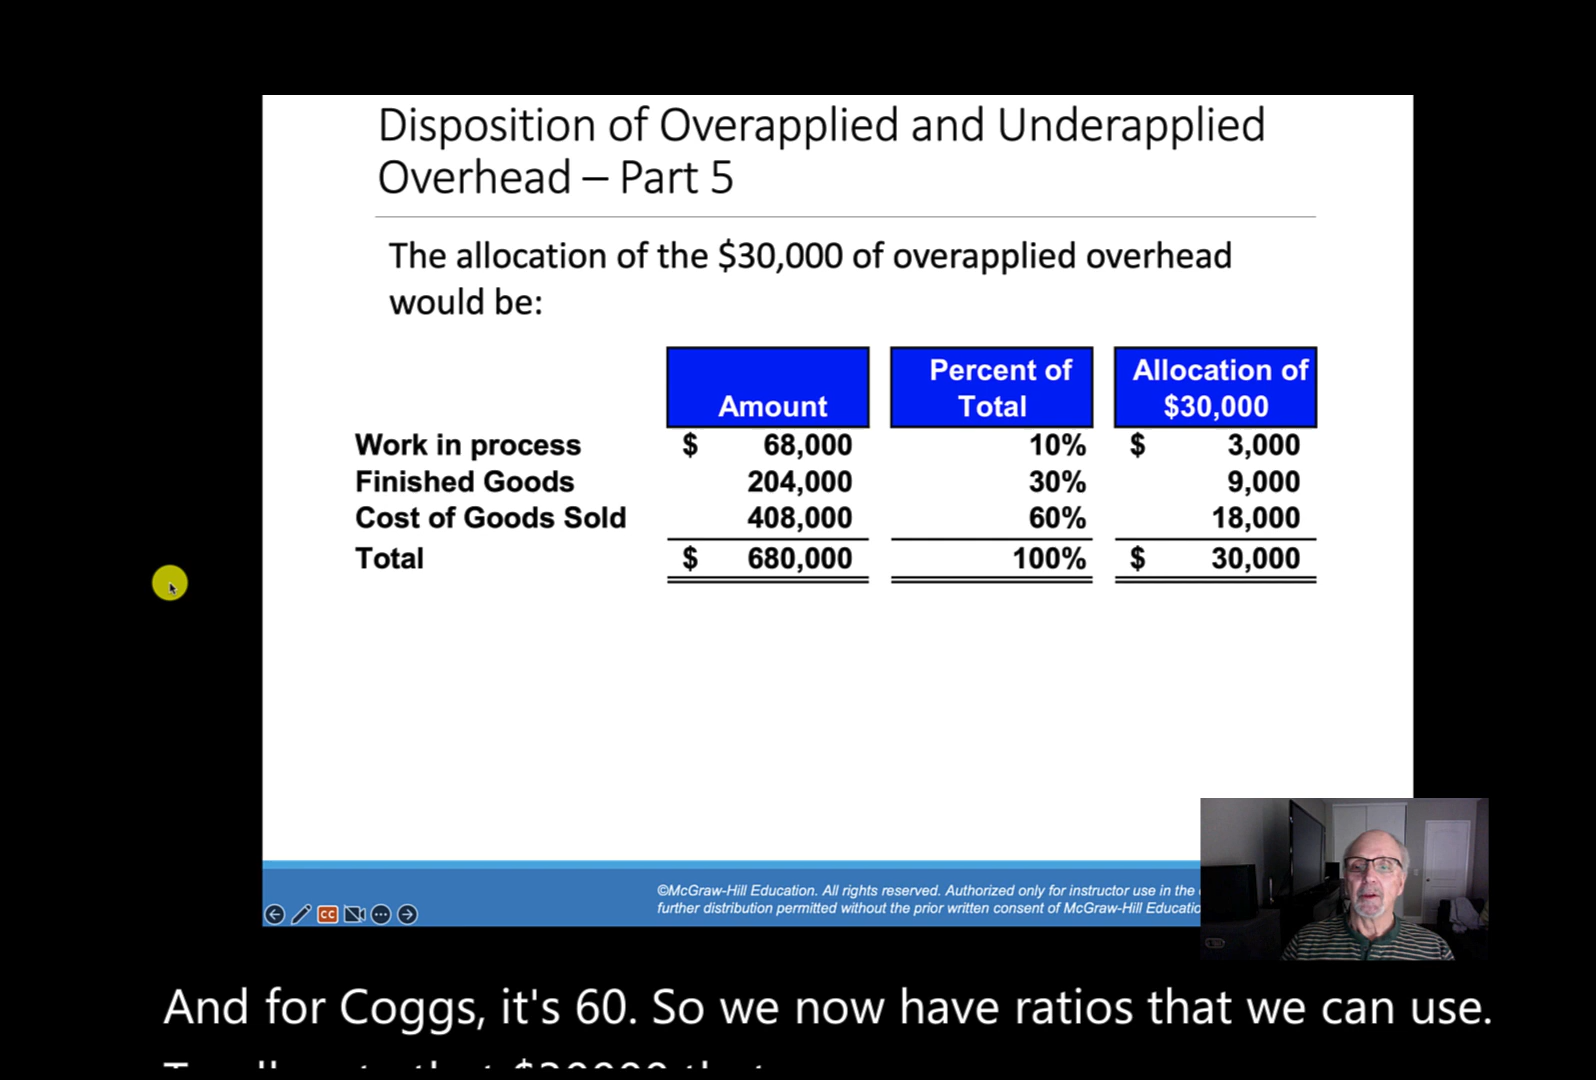 Disposition of Overapplied and Underapplied
Overhead – Part 5
The allocation of the $30,000 of overapplied overhead
would be:
Amount
Percent of
Total
Allocation of
$30,000
Work in process $ 68,000 10% $ 3,000
Finished Goods 204,000 30% 9,000
Cost of Goods Sold 408,000 60% 18,000
Total $ 680,000 100% $ 30,000
©McGraw-Hill Education. All rights reserved. Authorized only for instructor use in the
further distribution permitted without the prior written consent of McGraw-Hill Educatio
CC
And for Coggs, it's 60. So we now have ratios that we can use.